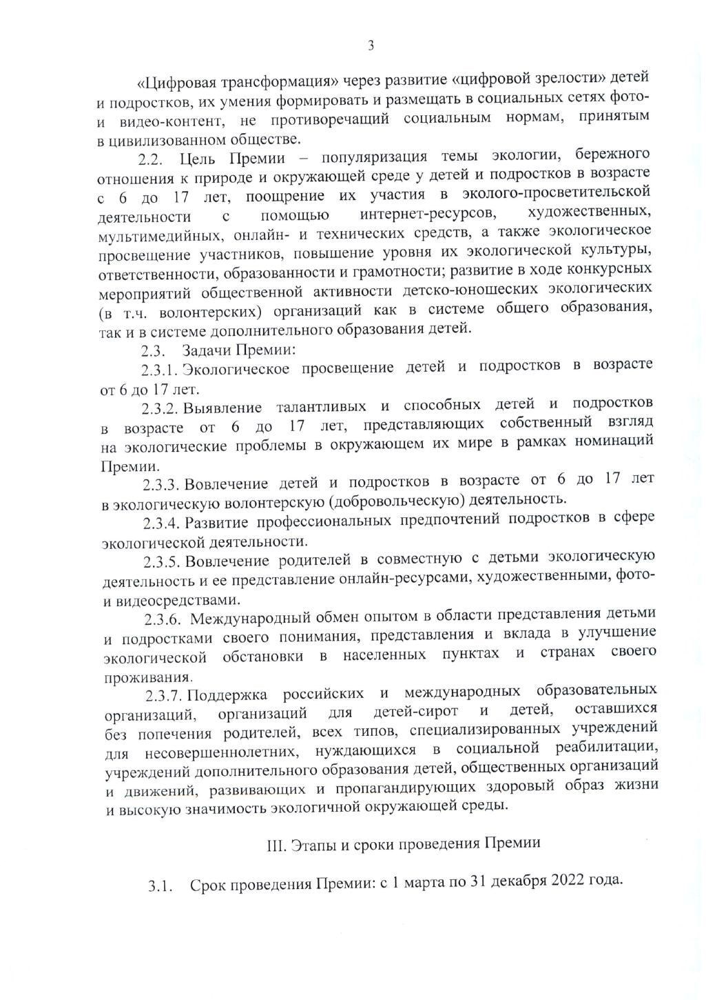 3
«Цифровая трансформация» через развитие «цифровой зрелости» детей
и подростков, их умения формировать и размещать в социальных сетях фото-
и видео-контент, не противоречащий социальным нормам, принятым
в цивилизованном обществе.
2.2. Цель Премии – популяризация темы экологии, бережного
отношения к природе и окружающей среде у детей и подростков в возрасте
с 6 до 17 лет, поощрение их участия в эколого-просветительской
деятельности с помощью интернет-ресурсов, художественных,
мультимедийных, онлайн- и технических средств, а также экологическое
просвещение участников, повышение уровня их экологической культуры,
ответственности, образованности и грамотности; развитие в ходе конкурсных
мероприятий общественной активности детско-юношеских экологических
(в т.ч. волонтерских) организаций как в системе общего образования,
так и в системе дополнительного образования детей.
2.3. Задачи Премии:
2.3.1. Экологическое просвещение детей и подростков в возрасте
от 6 до 17 лет.
2.3.2. Выявление талантливых и способных детей и подростков
в возрасте от 6 до 17 лет, представляющих собственный взгляд
на экологические проблемы в окружающем их мире в рамках номинаций
Премии.
2.3.3. Вовлечение детей и подростков в возрасте от 6 до 17 лет
в экологическую волонтерскую (добровольческую) деятельность.
2.3.4. Развитие профессиональных предпочтений подростков в сфере
экологической деятельности.
2.3.5. Вовлечение родителей в совместную с детьми экологическую
деятельность и ее представление онлайн-ресурсами, художественными, фото-
и видеосредствами.
2.3.6. Международный обмен опытом в области представления детьми
и подростками своего понимания, представления и вклада в улучшение
экологической обстановки в населенных пунктах и странах своего
проживания.
2.3.7. Поддержка российских и международных образовательных
организаций, организаций для детей-сирот и детей, оставшихся
без попечения родителей, всех типов, специализированных учреждений
для несовершеннолетних, нуждающихся в социальной реабилитации,
учреждений дополнительного образования детей, общественных организаций
и движений, развивающих и пропагандирующих здоровый образ жизни
и высокую значимость экологичной окружающей среды.
III. Этапы и сроки проведения Премии
3.1. Срок проведения Премии: с 1 марта по 31 декабря 2022 года.